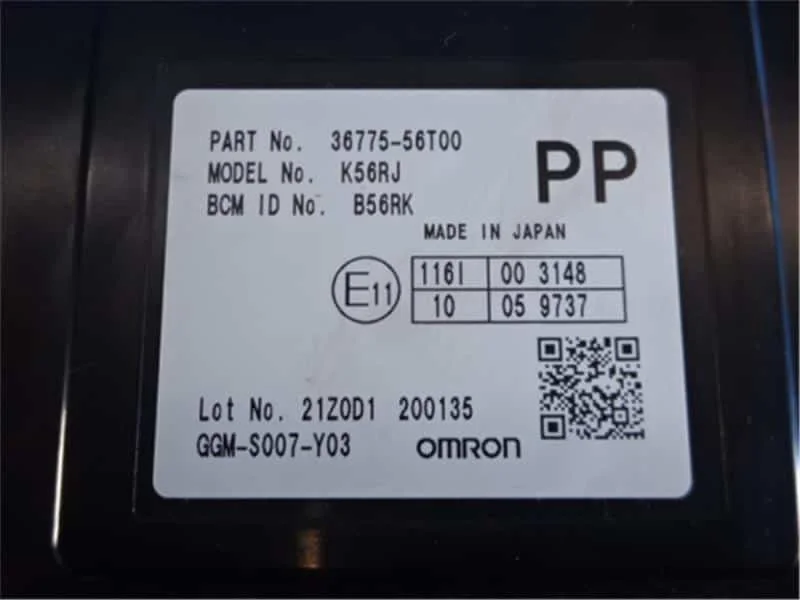 PART No. 36775-56T00
PP
MODEL No. K56RJ
BCM ID No. B56RK
MADE IN JAPAN
E11
116I 00 3148
10 05 9737
Lot No. 21Z0D1 200135
GGM-S007-Y03
OMRON